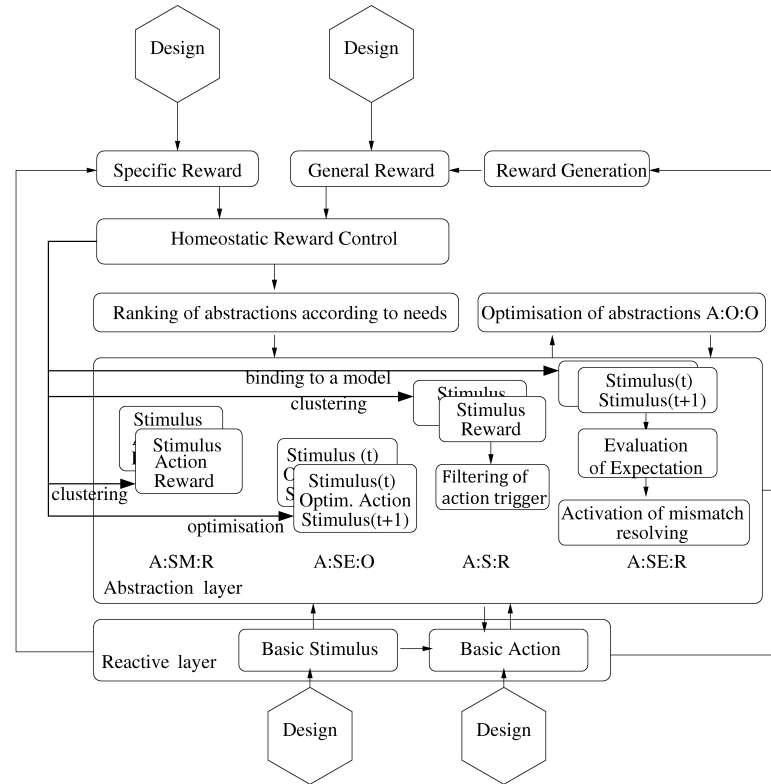 Design
Design
Specific Reward
General Reward
Reward Generation
Homeostatic Reward Control
Ranking of abstractions according to needs
Optimisation of abstractions A:O:O
binding to a model
clustering
Stimulus(t)
Stimulus(t+1)
Stimulus
Stimulus
Reward
Stimulus
Stimulus
Action
Reward
Stimulus (t)
Stimulus(t)
Optim. Action
Stimulus(t+1)
Evaluation
of Expectation
Filtering of
action trigger
clustering
optimisation
Activation of mismatch
resolving
A:SM:R
A:SE:O
A:S:R
A:SE:R
Abstraction layer
Basic Stimulus
Basic Action
Reactive layer
Design
Design